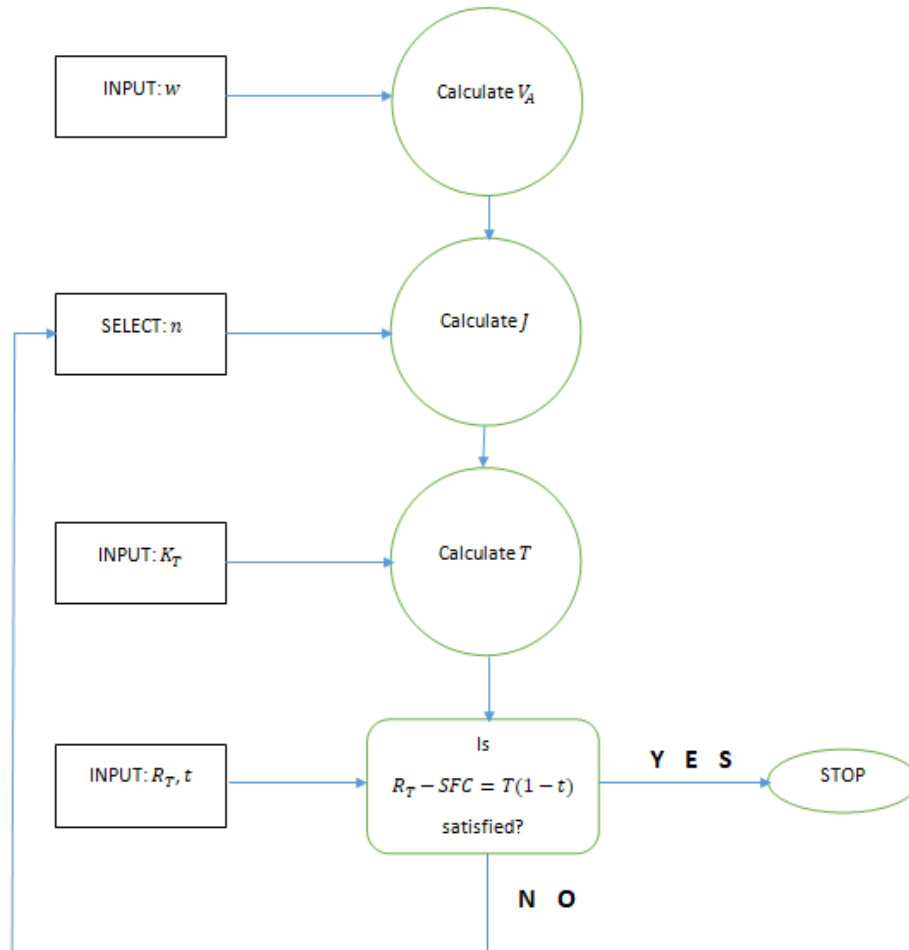 INPUT: w
Calculate V_A
SELECT: n
Calculate J
INPUT: K_T
Calculate T
INPUT: R_T, t
Is
R_T − SFC = T(1 − t)
satisfied?
Y E S
STOP
N O